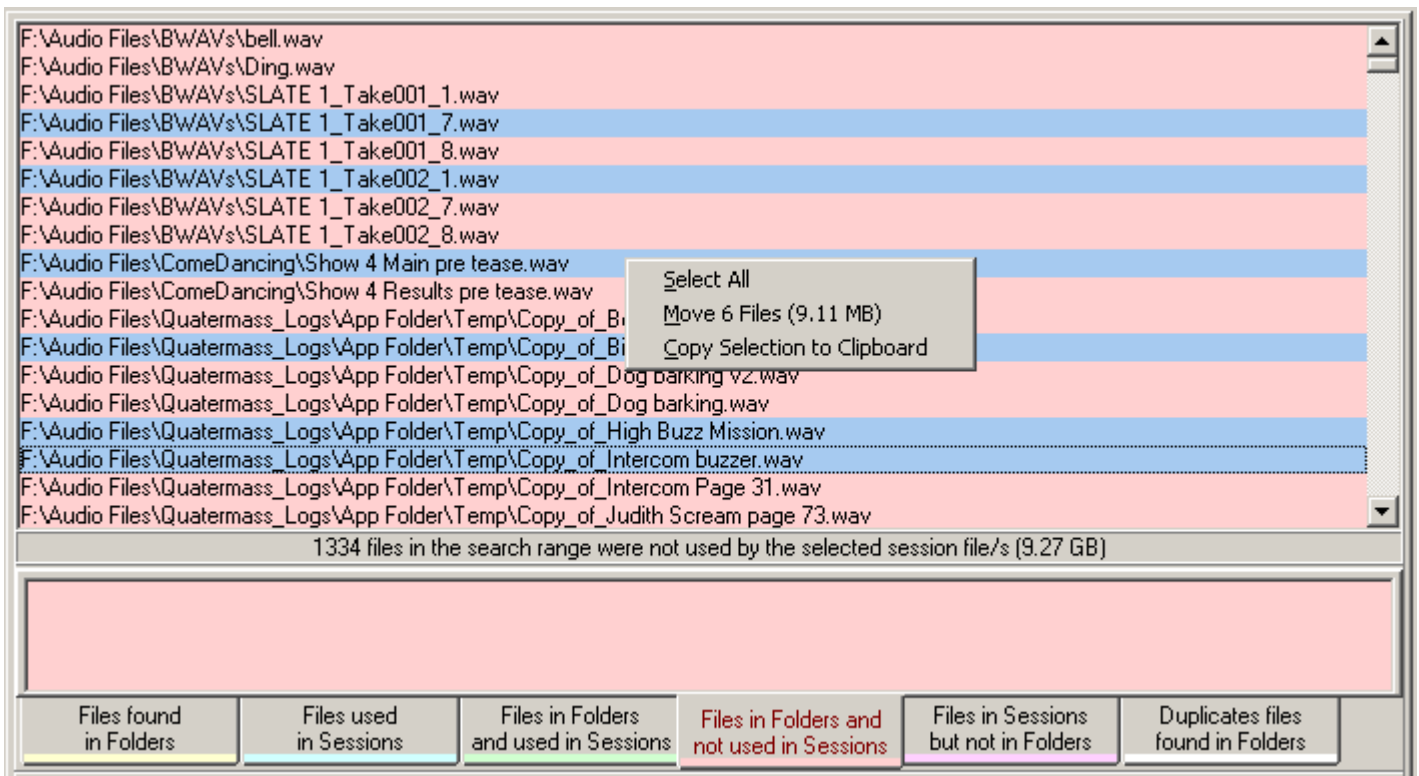 F:\Audio Files\BWAVs\bell.wav
F:\Audio Files\BWAVs\Ding.wav
F:\Audio Files\BWAVs\SLATE 1_Take001_1.wav
F:\Audio Files\BWAVs\SLATE 1_Take001_7.wav
F:\Audio Files\BWAVs\SLATE 1_Take001_8.wav
F:\Audio Files\BWAVs\SLATE 1_Take002_1.wav
F:\Audio Files\BWAVs\SLATE 1_Take002_7.wav
F:\Audio Files\BWAVs\SLATE 1_Take002_8.wav
F:\Audio Files\ComeDancing\Show 4 Main pre tease.wav
F:\Audio Files\ComeDancing\Show 4 Results pre tease.wav
F:\Audio Files\Quatermass_Logs\App Folder\Temp\Copy_of_B
F:\Audio Files\Quatermass_Logs\App Folder\Temp\Copy_of_Bi
F:\Audio Files\Quatermass_Logs\App Folder\Temp\Copy_of_Dog barking v2.wav
F:\Audio Files\Quatermass_Logs\App Folder\Temp\Copy_of_Dog barking.wav
F:\Audio Files\Quatermass_Logs\App Folder\Temp\Copy_of_High Buzz Mission.wav
F:\Audio Files\Quatermass_Logs\App Folder\Temp\Copy_of_Intercom buzzer.wav
F:\Audio Files\Quatermass_Logs\App Folder\Temp\Copy_of_Intercom Page 31.wav
F:\Audio Files\Quatermass_Logs\App Folder\Temp\Copy_of_Judith Scream page 73.wav
Select All
Move 6 Files (9.11 MB)
Copy Selection to Clipboard
1334 files in the search range were not used by the selected session file/s (9.27 GB)
Files found
in Folders
Files used
in Sessions
Files in Folders
and used in Sessions
Files in Folders and
not used in Sessions
Files in Sessions
but not in Folders
Duplicates files
found in Folders